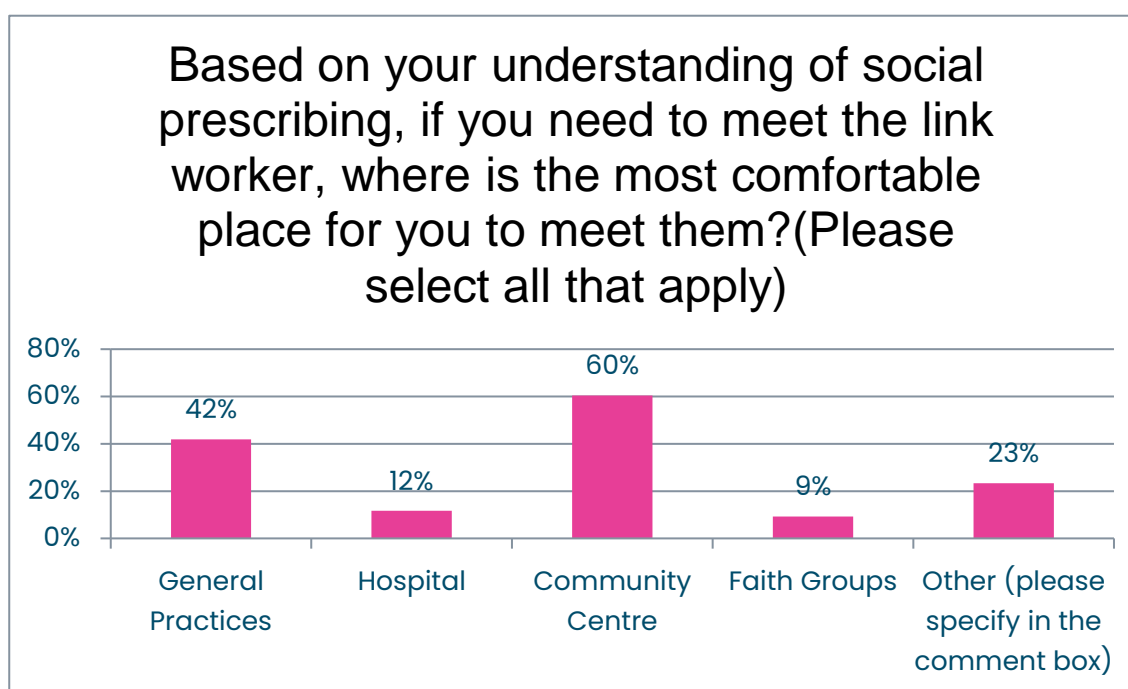 Based on your understanding of social
prescribing, if you need to meet the link
worker, where is the most comfortable
place for you to meet them?(Please
select all that apply)
80%
60%
40%
20%
0%
42%
12%
60%
9%
23%
General
Practices
Hospital
Community
Centre
Faith Groups
Other (please
specify in the
comment box)